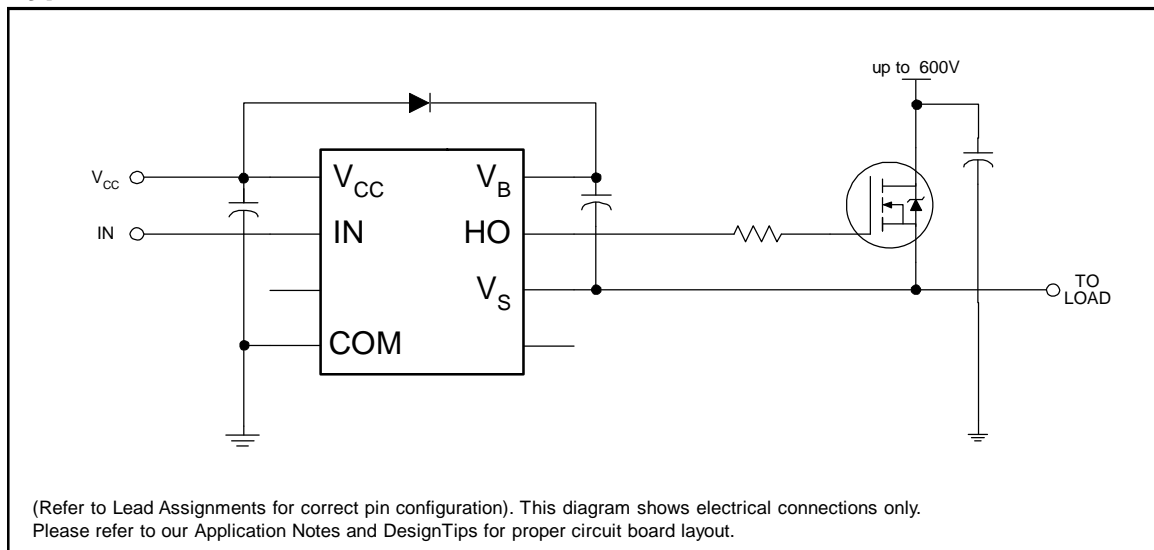 up to 600V
V_CC
V_CC
V_B
IN
IN
HO
V_S
TO
LOAD
COM
(Refer to Lead Assignments for correct pin configuration). This diagram shows electrical connections only.
Please refer to our Application Notes and DesignTips for proper circuit board layout.